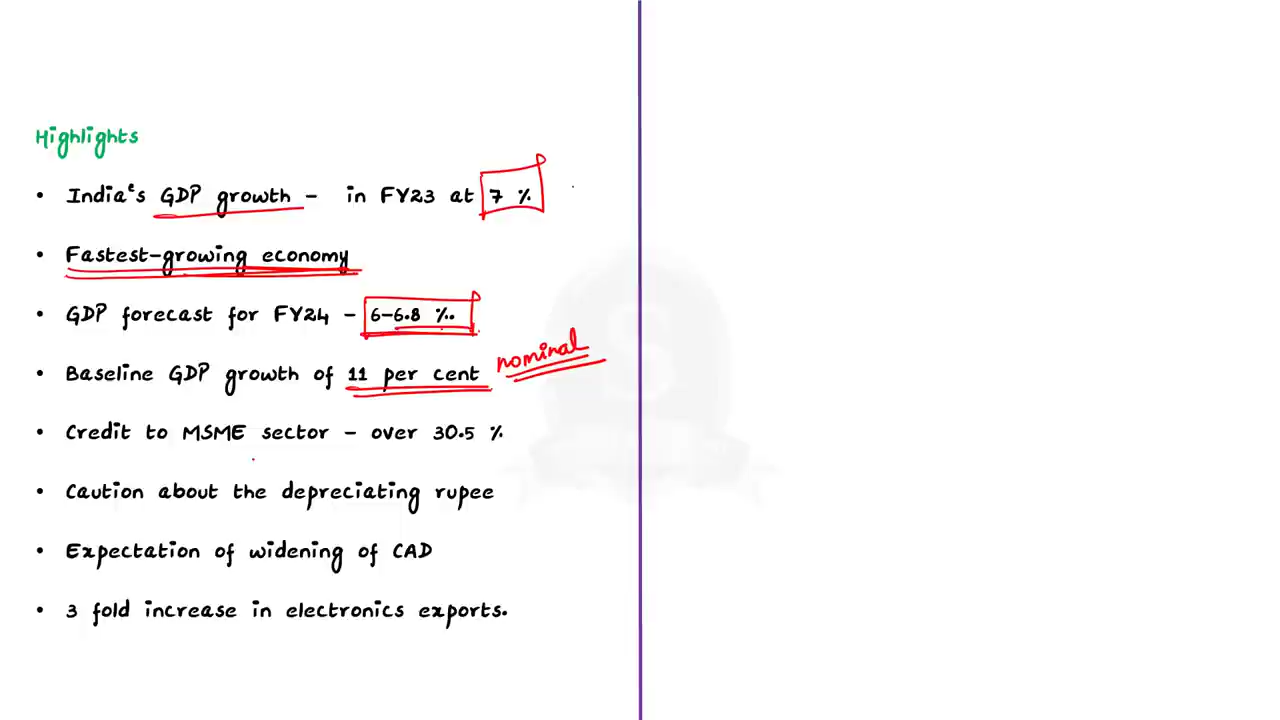 Highlights
• India's GDP growth - in FY23 at 7 %
• Fastest-growing economy
• GDP forecast for FY24 - 6-6.8 %.
• Baseline GDP growth of 11 per cent nominal
• Credit to MSME sector - over 30.5 %
• Caution about the depreciating rupee
• Expectation of widening of CAD
• 3 fold increase in electronics exports.